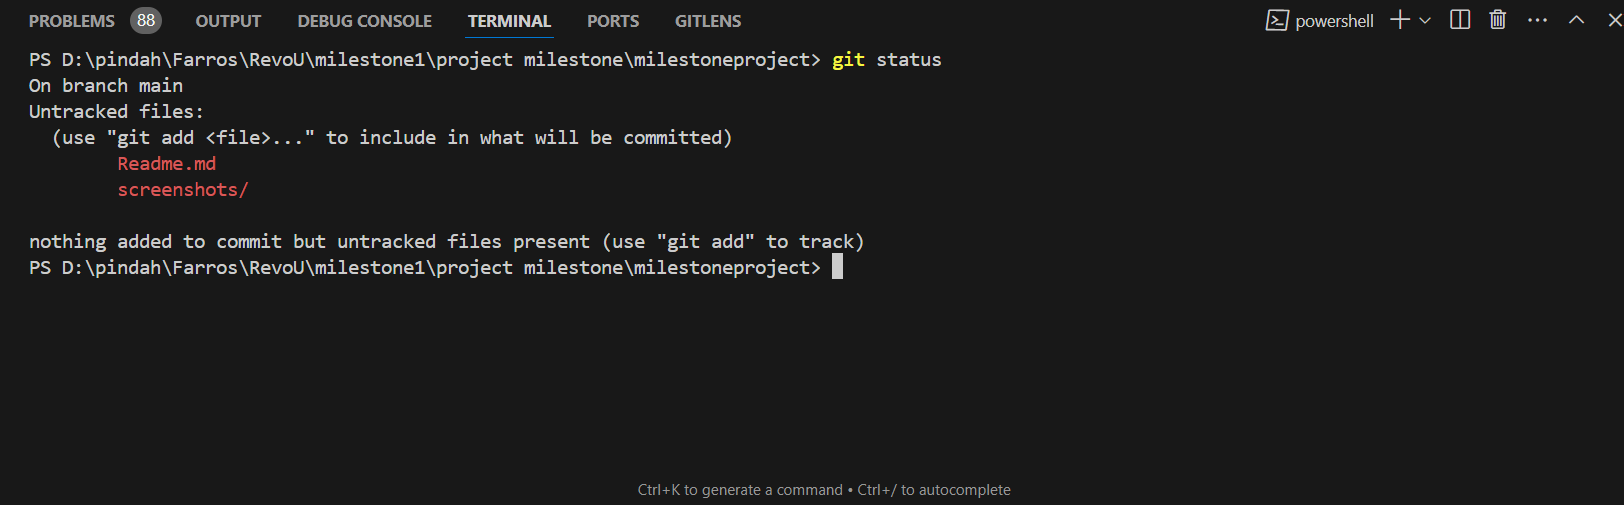 PROBLEMS 88 OUTPUT DEBUG CONSOLE TERMINAL PORTS GITLENS powershell
PS D:\pindah\Farros\RevoU\milestone1\project milestone\milestoneproject> git status
On branch main
Untracked files:
  (use "git add <file>..." to include in what will be committed)
        Readme.md
        screenshots/
nothing added to commit but untracked files present (use "git add" to track)
PS D:\pindah\Farros\RevoU\milestone1\project milestone\milestoneproject>
Ctrl+K to generate a command • Ctrl+/ to autocomplete